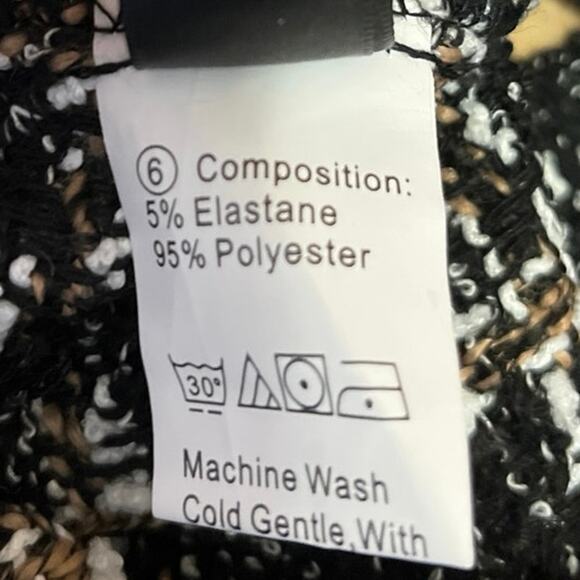 ⑥ Composition:
5% Elastane
95% Polyester
30°
Machine Wash
Cold Gentle,With